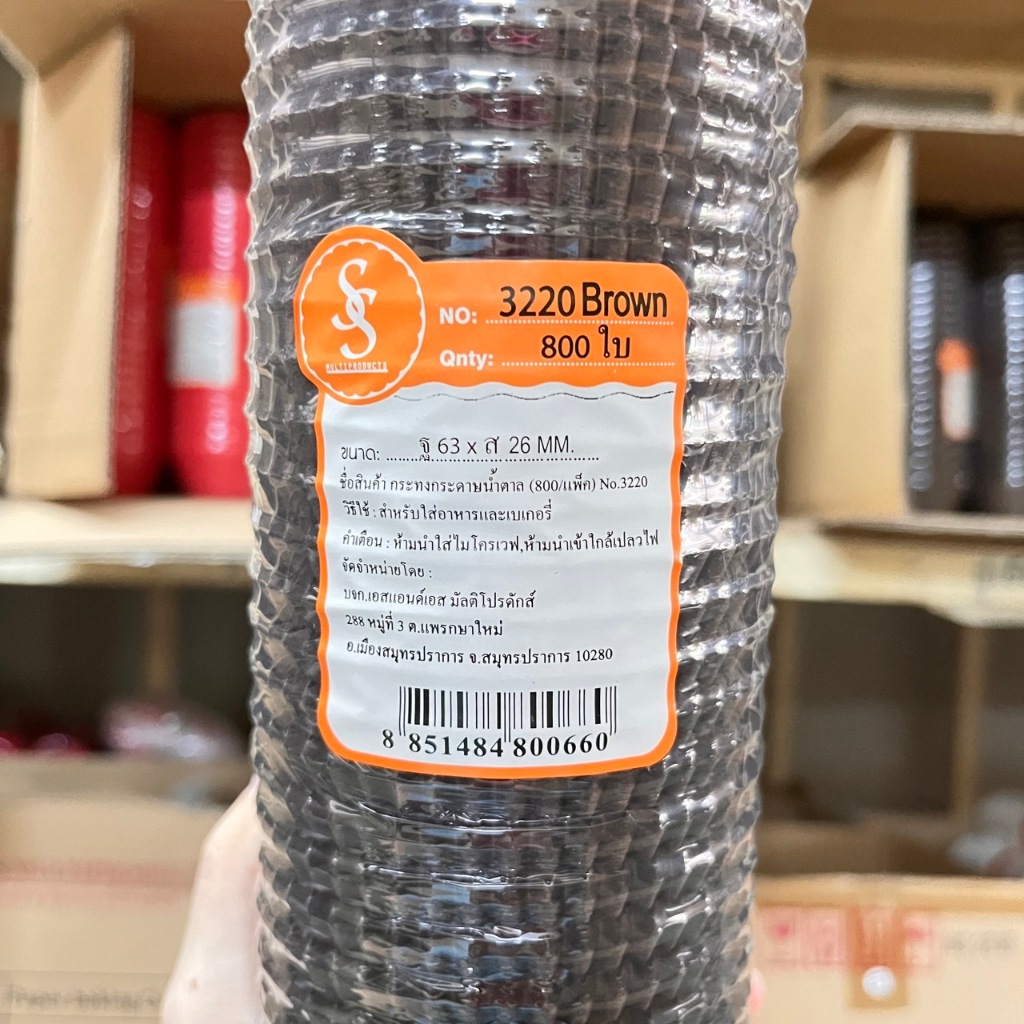 SS
MULTIPRODUCTS
NO: 3220 Brown
Qnty: 800 ใบ
ขนาด: ฐ 63 x ส 26 MM.
ชื่อสินค้า กระทงกระดาษน้ำตาล (800/แพ็ค) No.3220
วิธีใช้ : สำหรับใส่อาหารและเบเกอรี่
คำเตือน : ห้ามนำใส่ไมโครเวฟ,ห้ามนำเข้าใกล้เปลวไฟ
จัดจำหน่ายโดย :
บจก.เอสแอนด์เอส มัลติโปรดักส์
288 หมู่ที่ 3 ต.แพรกษาใหม่
อ.เมืองสมุทรปราการ จ.สมุทรปราการ 10280
8 851484 800660